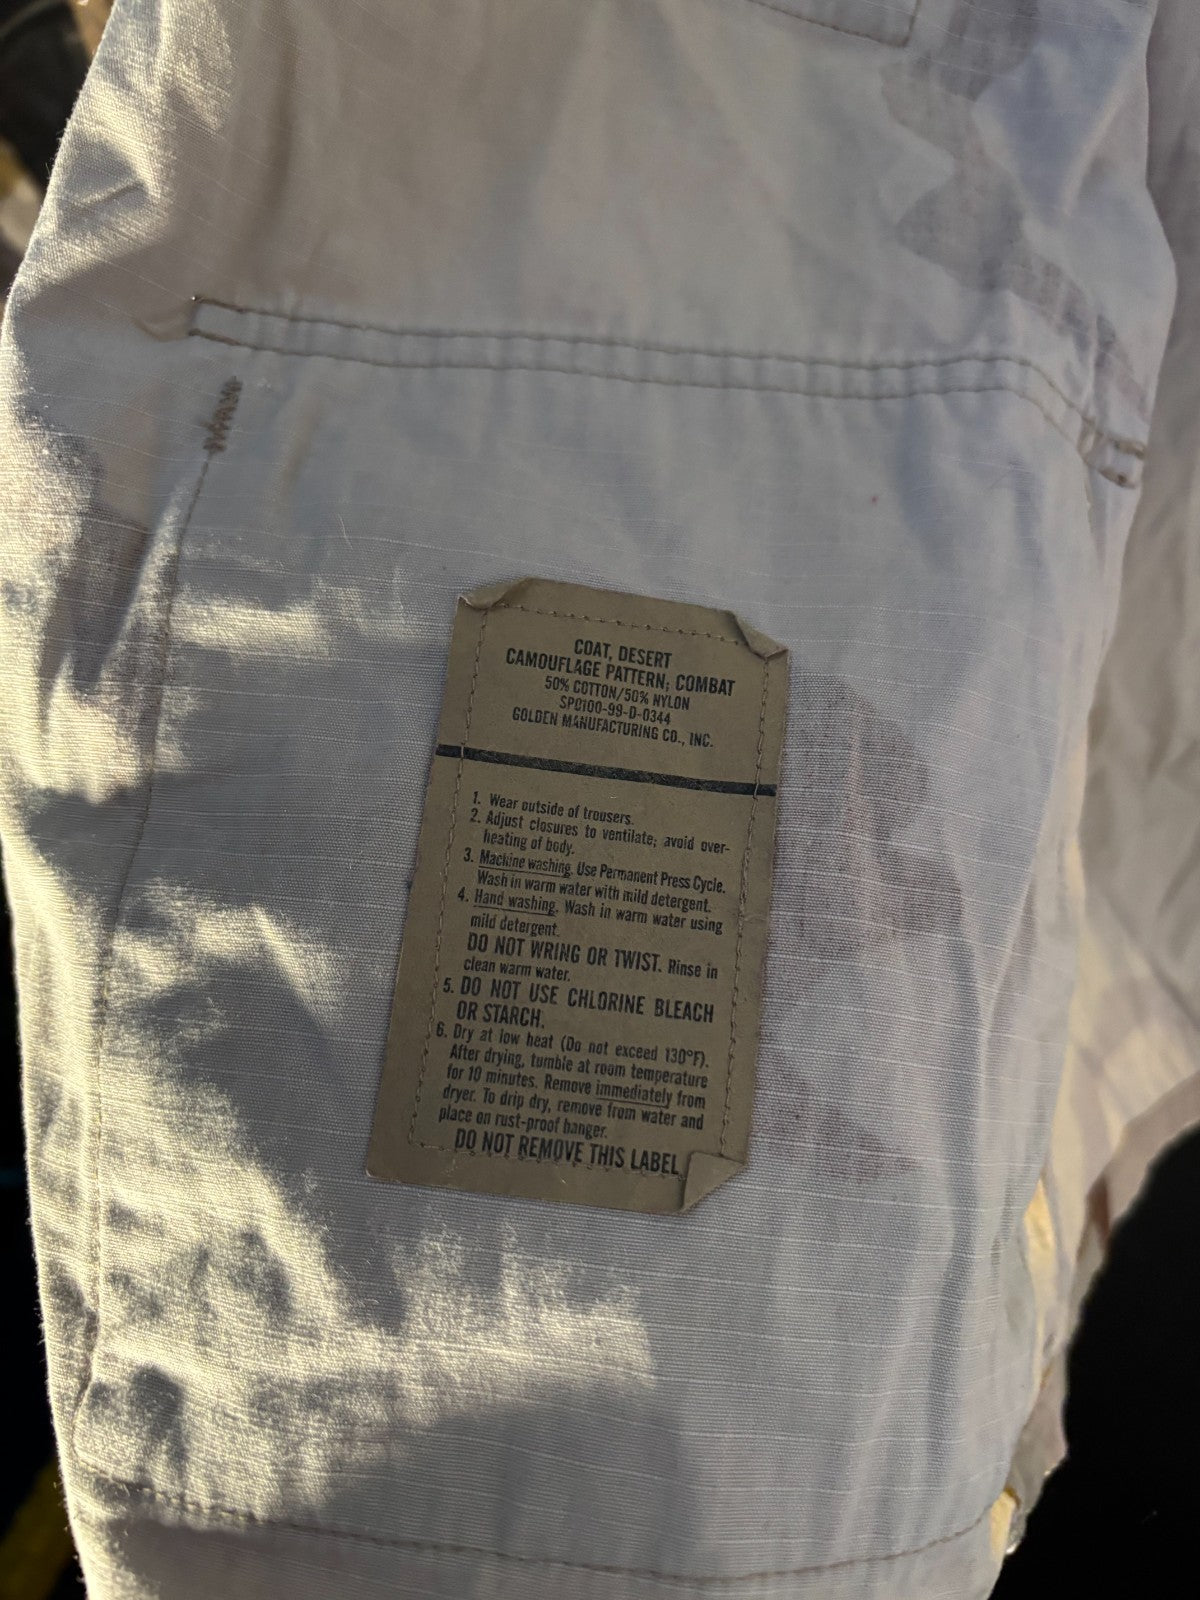 COAT, DESERT
CAMOUFLAGE PATTERN; COMBAT
50% COTTON/50% NYLON
SPO100-99-D-0344
GOLDEN MANUFACTURING CO., INC.
1. Wear outside of trousers.
2. Adjust closures to ventilate; avoid over-
heating of body.
3. Machine washing. Use Permanent Press Cycle.
Wash in warm water with mild detergent.
4. Hand washing. Wash in warm water using
mild detergent.
DO NOT WRING OR TWIST. Rinse in
clean warm water.
5. DO NOT USE CHLORINE BLEACH
OR STARCH.
6. Dry at low heat (Do not exceed 130°F).
After drying, tumble at room temperature
for 10 minutes. Remove immediately from
dryer. To drip dry, remove from water and
place on rust-proof hanger.
DO NOT REMOVE THIS LABEL